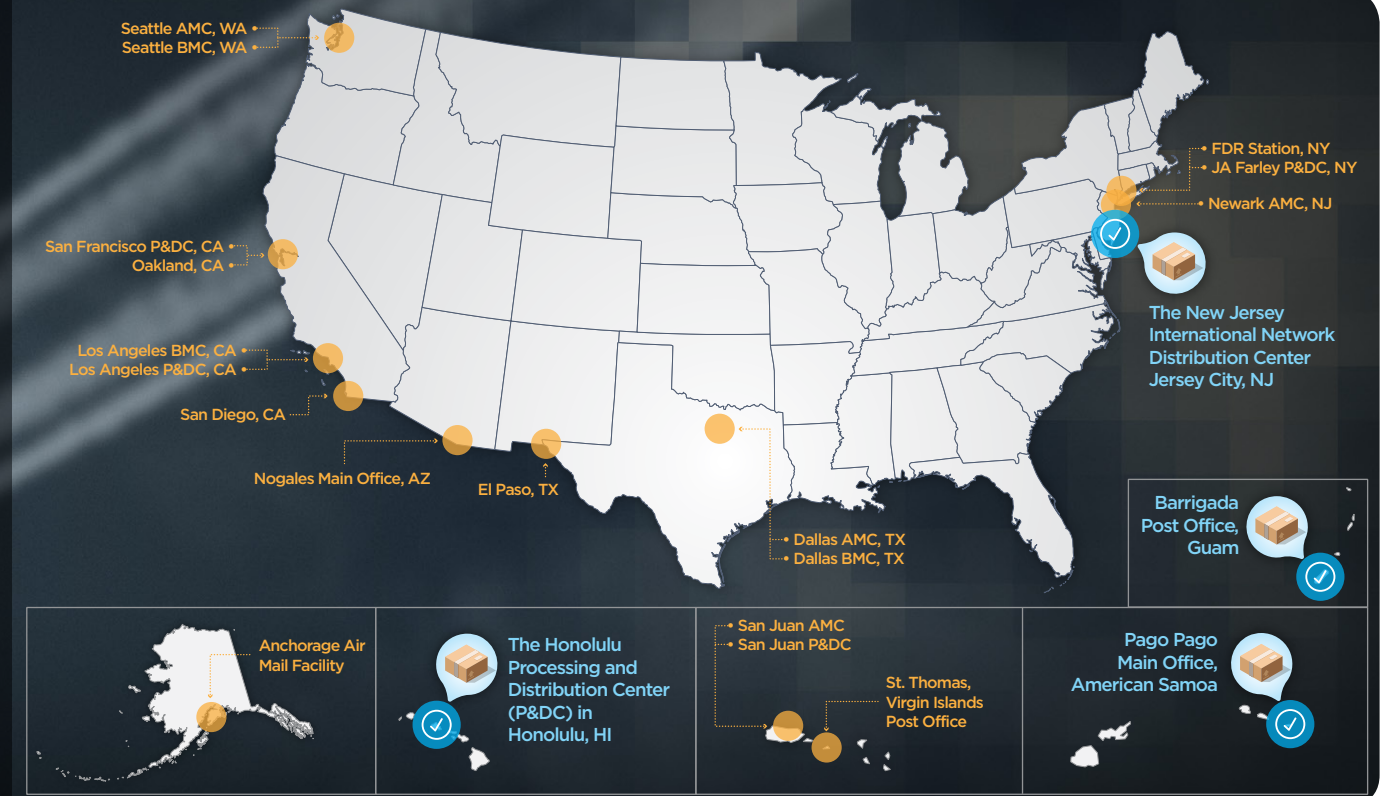 Seattle AMC, WA
Seattle BMC, WA
FDR Station, NY
JA Farley P&DC, NY
Newark AMC, NJ
San Francisco P&DC, CA
Oakland, CA
The New Jersey
International Network
Distribution Center
Jersey City, NJ
Los Angeles BMC, CA
Los Angeles P&DC, CA
San Diego, CA
Nogales Main Office, AZ
El Paso, TX
Dallas AMC, TX
Dallas BMC, TX
Barrigada
Post Office,
Guam
Anchorage Air
Mail Facility
The Honolulu
Processing and
Distribution Center
(P&DC) in
Honolulu, HI
San Juan AMC
San Juan P&DC
St. Thomas,
Virgin Islands
Post Office
Pago Pago
Main Office,
American Samoa